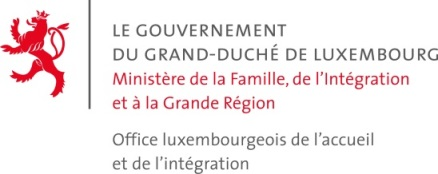 LE GOUVERNEMENT
DU GRAND-DUCHÉ DE LUXEMBOURG
Ministère de la Famille, de l'Intégration
et à la Grande Région
Office luxembourgeois de l'accueil
et de l'intégration